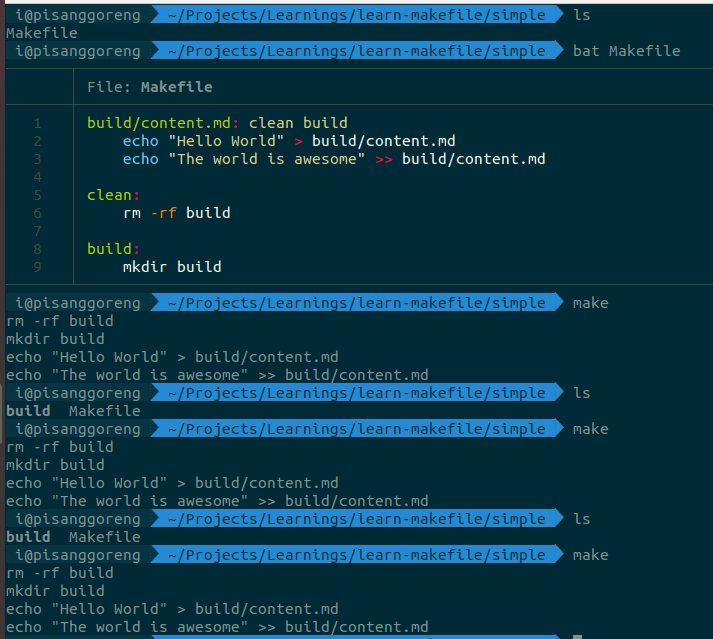 i@pisanggoreng ~/Projects/Learnings/learn-makefile/simple ls
Makefile
i@pisanggoreng ~/Projects/Learnings/learn-makefile/simple bat Makefile
File: Makefile
1 build/content.md: clean build
2 echo "Hello World" > build/content.md
3 echo "The world is awesome" >> build/content.md
4
5 clean:
6 rm -rf build
7
8 build:
9 mkdir build
i@pisanggoreng ~/Projects/Learnings/learn-makefile/simple make
rm -rf build
mkdir build
echo "Hello World" > build/content.md
echo "The world is awesome" >> build/content.md
i@pisanggoreng ~/Projects/Learnings/learn-makefile/simple ls
build Makefile
i@pisanggoreng ~/Projects/Learnings/learn-makefile/simple make
rm -rf build
mkdir build
echo "Hello World" > build/content.md
echo "The world is awesome" >> build/content.md
i@pisanggoreng ~/Projects/Learnings/learn-makefile/simple ls
build Makefile
i@pisanggoreng ~/Projects/Learnings/learn-makefile/simple make
rm -rf build
mkdir build
echo "Hello World" > build/content.md
echo "The world is awesome" >> build/content.md